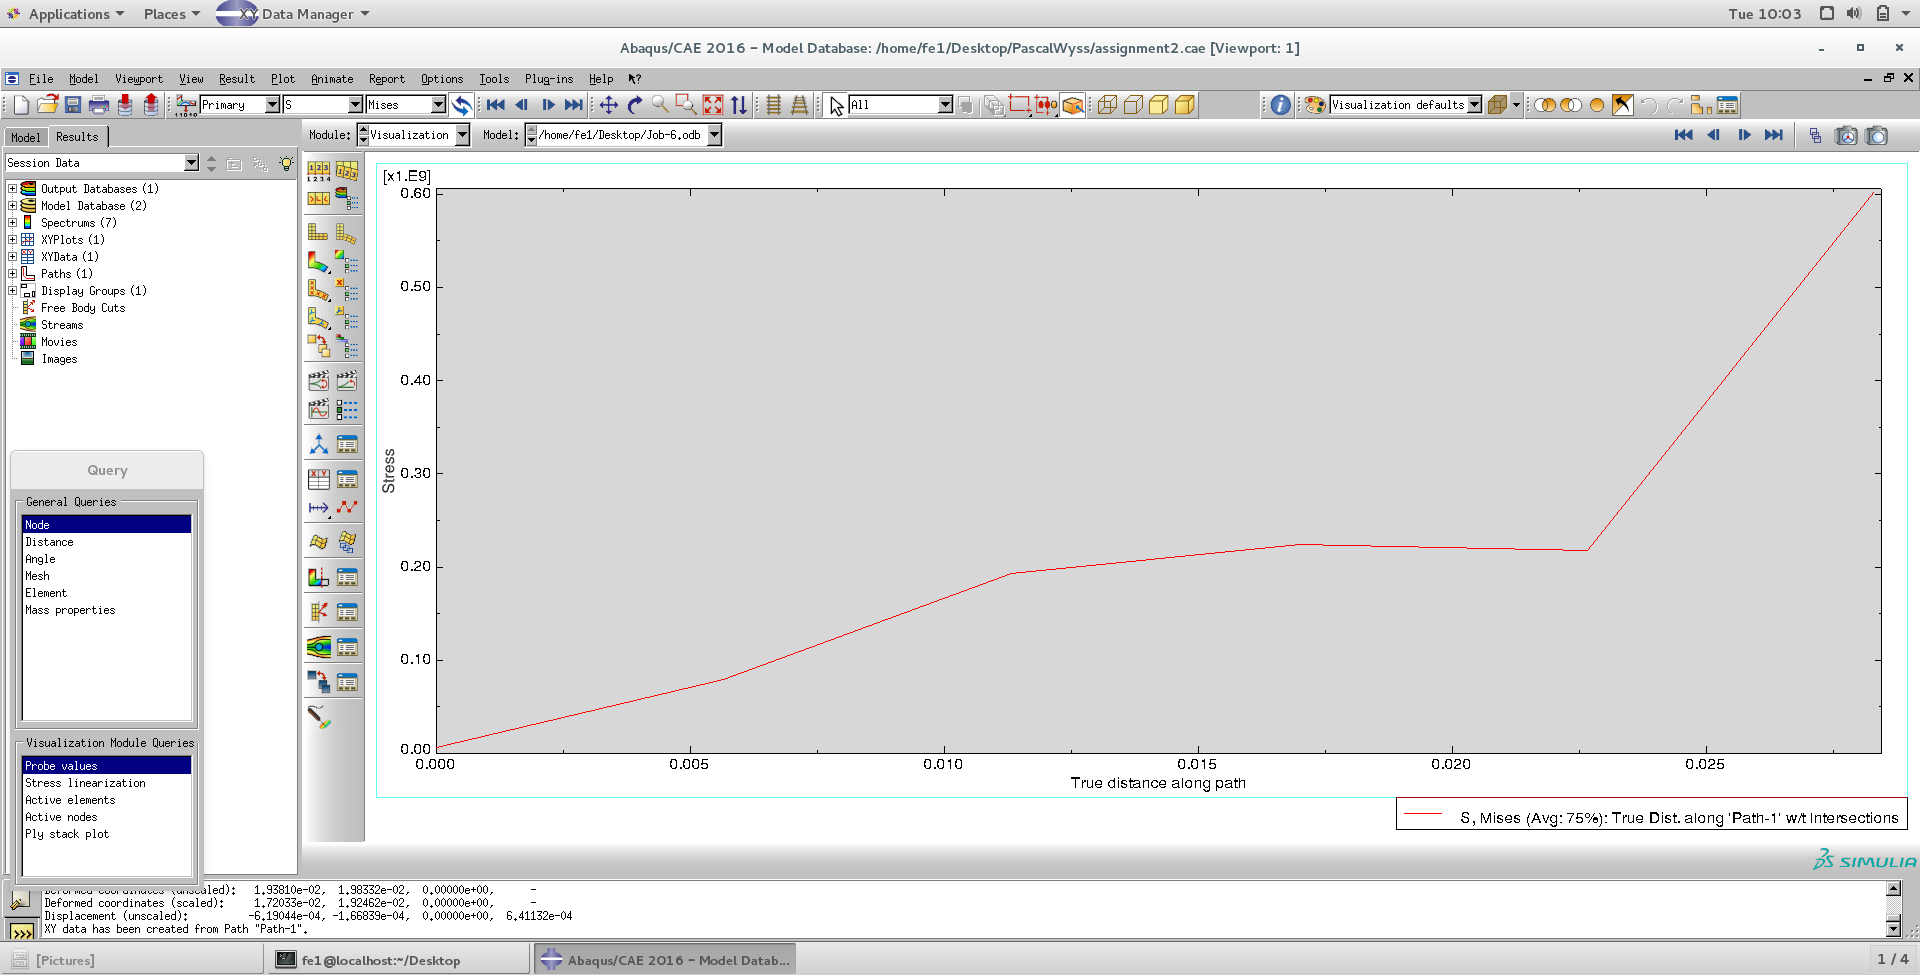 Applications Places XY Data Manager Tue 10:03
Abaqus/CAE 2016 - Model Database: /home/fe1/Desktop/PascalWyss/assignment2.cae [Viewport: 1]
File Model Viewport View Result Plot Animate Report Options Tools Plug-ins Help
Primary S Mises All Visualization defaults
Model Results Module: Visualization Model: /home/fe1/Desktop/Job-6.odb
Session Data
Output Databases (1)
Model Database (2)
Spectrums (7)
XYPlots (1)
XYData (1)
Paths (1)
Display Groups (1)
Free Body Cuts
Streams
Movies
Images
Query
General Queries
Node
Distance
Angle
Mesh
Element
Mass properties
Visualization Module Queries
Probe values
Stress linearization
Active elements
Active nodes
Ply stack plot
[x1.E9]
0.60
0.50
0.40
0.30
0.20
0.10
0.00
Stress
0.000 0.005 0.010 0.015 0.020 0.025
True distance along path
S, Mises (Avg: 75%): True Dist. along 'Path-1' w/t Intersections
SIMULIA
Deformed coordinates (unscaled): 1.93810e-02, 1.98332e-02, 0.00000e+00, -
Deformed coordinates (scaled): 1.72033e-02, 1.92462e-02, 0.00000e+00, -
Displacement (unscaled): -6.19044e-04, -1.66839e-04, 0.00000e+00, 6.41132e-04
XY data has been created from Path "Path-1".
>>>
[Pictures] fe1@localhost:~/Desktop Abaqus/CAE 2016 - Model Datab... 1 / 4